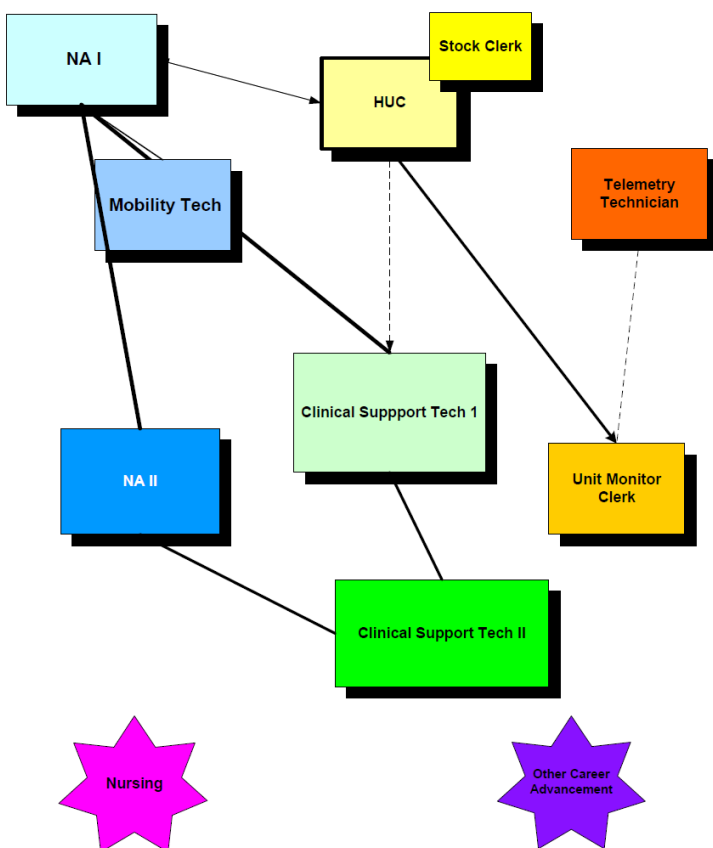 Stock Clerk
NA I
HUC
Telemetry
Technician
Mobility Tech
Clinical Suppport Tech 1
NA II
Unit Monitor
Clerk
Clinical Support Tech II
Nursing
Other Career
Advancement